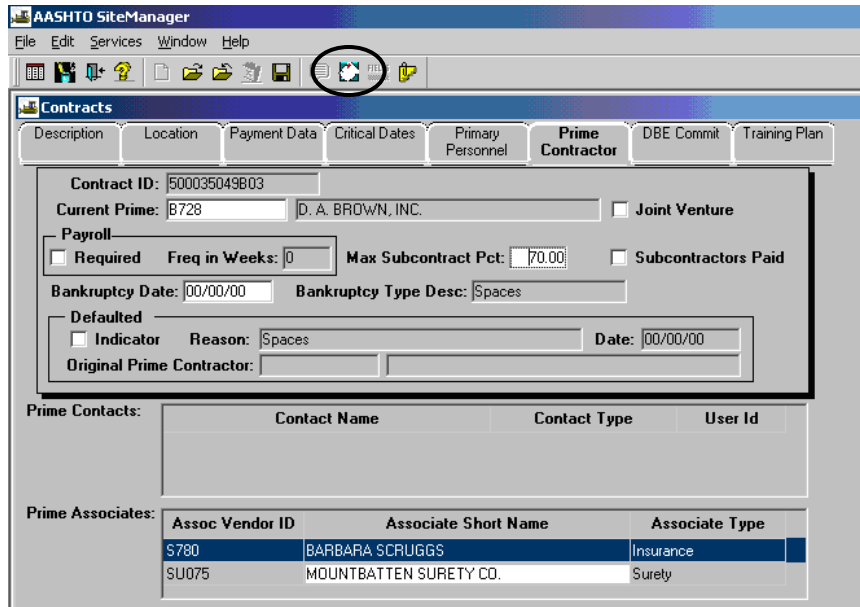 AASHTO SiteManager
File Edit Services Window Help
Contracts
Description Location Payment Data Critical Dates Primary Personnel Prime Contractor DBE Commit Training Plan
Contract ID: 500035049B03
Current Prime: B728 D. A. BROWN, INC. Joint Venture
Payroll
Required Freq in Weeks: 0 Max Subcontract Pct: 70.00 Subcontractors Paid
Bankruptcy Date: 00/00/00 Bankruptcy Type Desc: Spaces
Defaulted
Indicator Reason: Spaces Date: 00/00/00
Original Prime Contractor:
Prime Contacts:
Contact Name Contact Type User Id
Prime Associates:
Assoc Vendor ID Associate Short Name Associate Type
S780 BARBARA SCRUGGS Insurance
SU075 MOUNTBATTEN SURETY CO. Surety